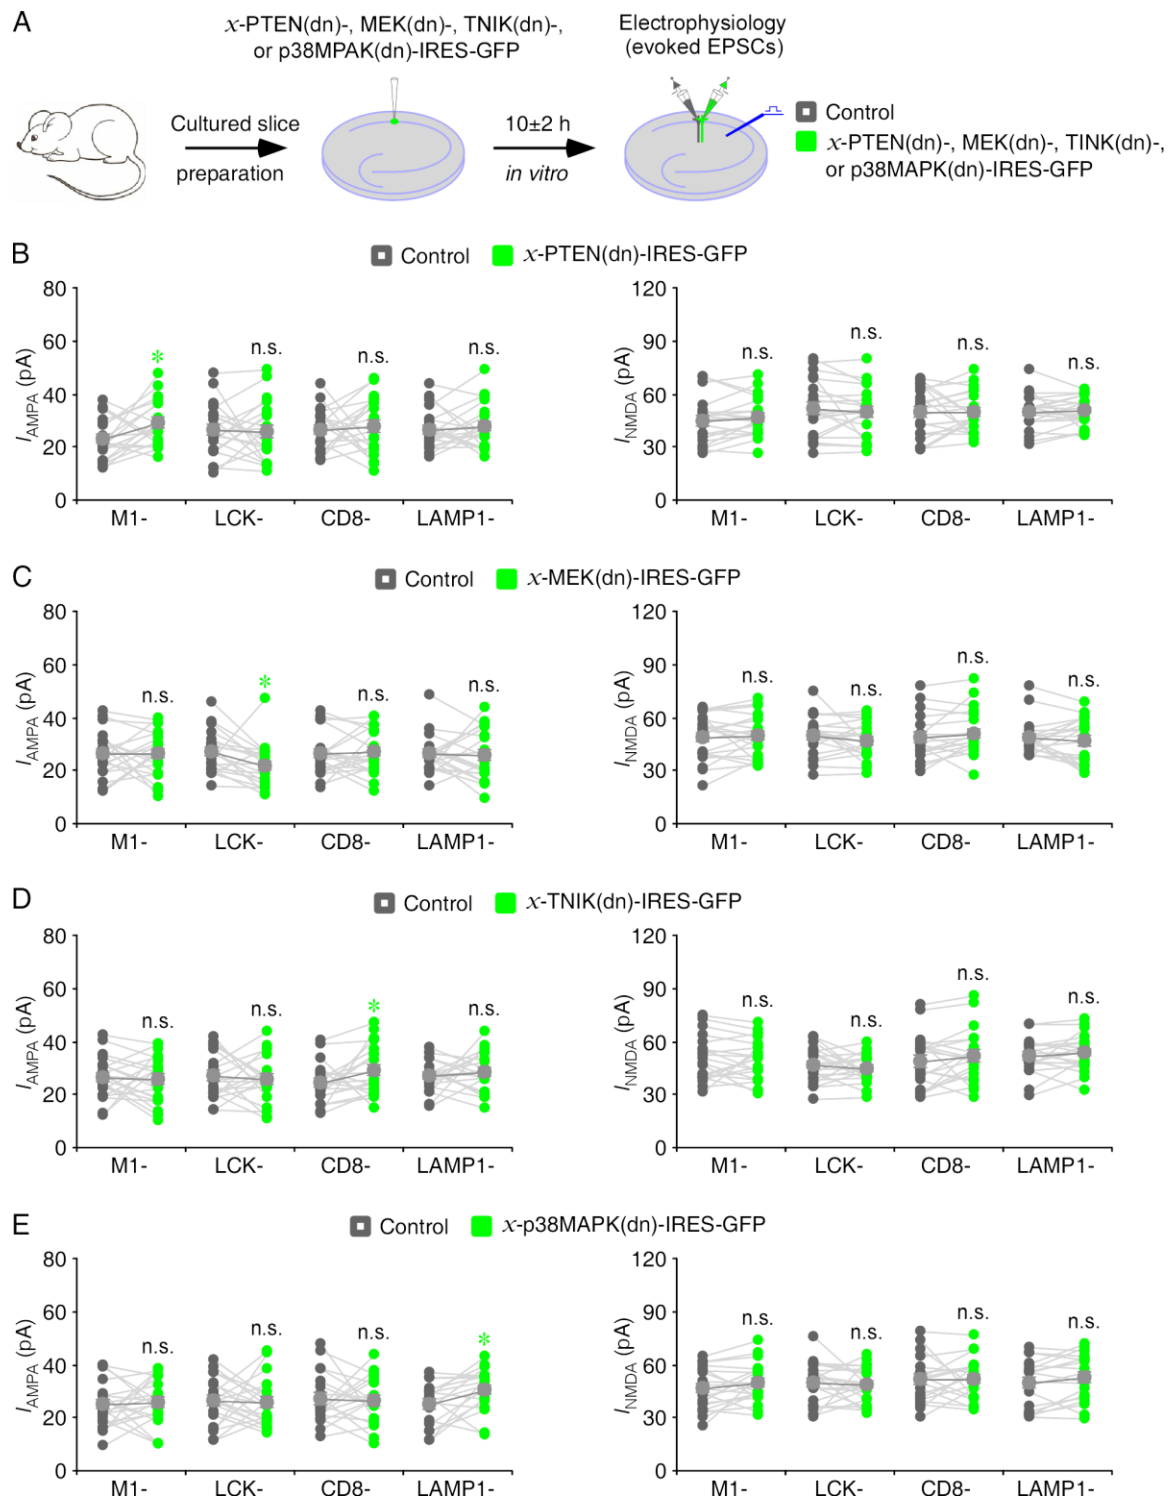 A
x-PTEN(dn)-, MEK(dn)-, TNIK(dn)-,
or p38MPAK(dn)-IRES-GFP
Electrophysiology
(evoked EPSCs)
Cultured slice
preparation
10±2 h
in vitro
Control
x-PTEN(dn)-, MEK(dn)-, TINK(dn)-,
or p38MAPK(dn)-IRES-GFP
B
Control x-PTEN(dn)-IRES-GFP
IAMPA (pA)
80
60
40
20
0
* n.s. n.s. n.s.
M1- LCK- CD8- LAMP1-
INMDA (pA)
120
90
60
30
0
n.s. n.s. n.s. n.s.
M1- LCK- CD8- LAMP1-
C
Control x-MEK(dn)-IRES-GFP
IAMPA (pA)
80
60
40
20
0
n.s. * n.s. n.s.
M1- LCK- CD8- LAMP1-
INMDA (pA)
120
90
60
30
0
n.s. n.s. n.s. n.s.
M1- LCK- CD8- LAMP1-
D
Control x-TNIK(dn)-IRES-GFP
IAMPA (pA)
80
60
40
20
0
n.s. n.s. * n.s.
M1- LCK- CD8- LAMP1-
INMDA (pA)
120
90
60
30
0
n.s. n.s. n.s. n.s.
M1- LCK- CD8- LAMP1-
E
Control x-p38MAPK(dn)-IRES-GFP
IAMPA (pA)
80
60
40
20
0
n.s. n.s. n.s. *
M1- LCK- CD8- LAMP1-
INMDA (pA)
120
90
60
30
0
n.s. n.s. n.s. n.s.
M1- LCK- CD8- LAMP1-